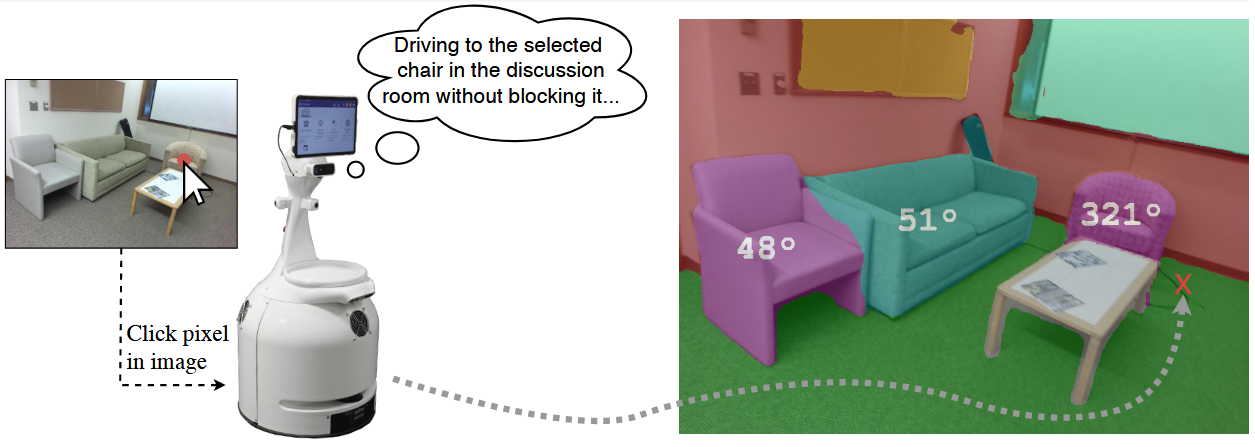 Driving to the selected
chair in the discussion
room without blocking it...
Click pixel
in image
48°
51°
321°
X